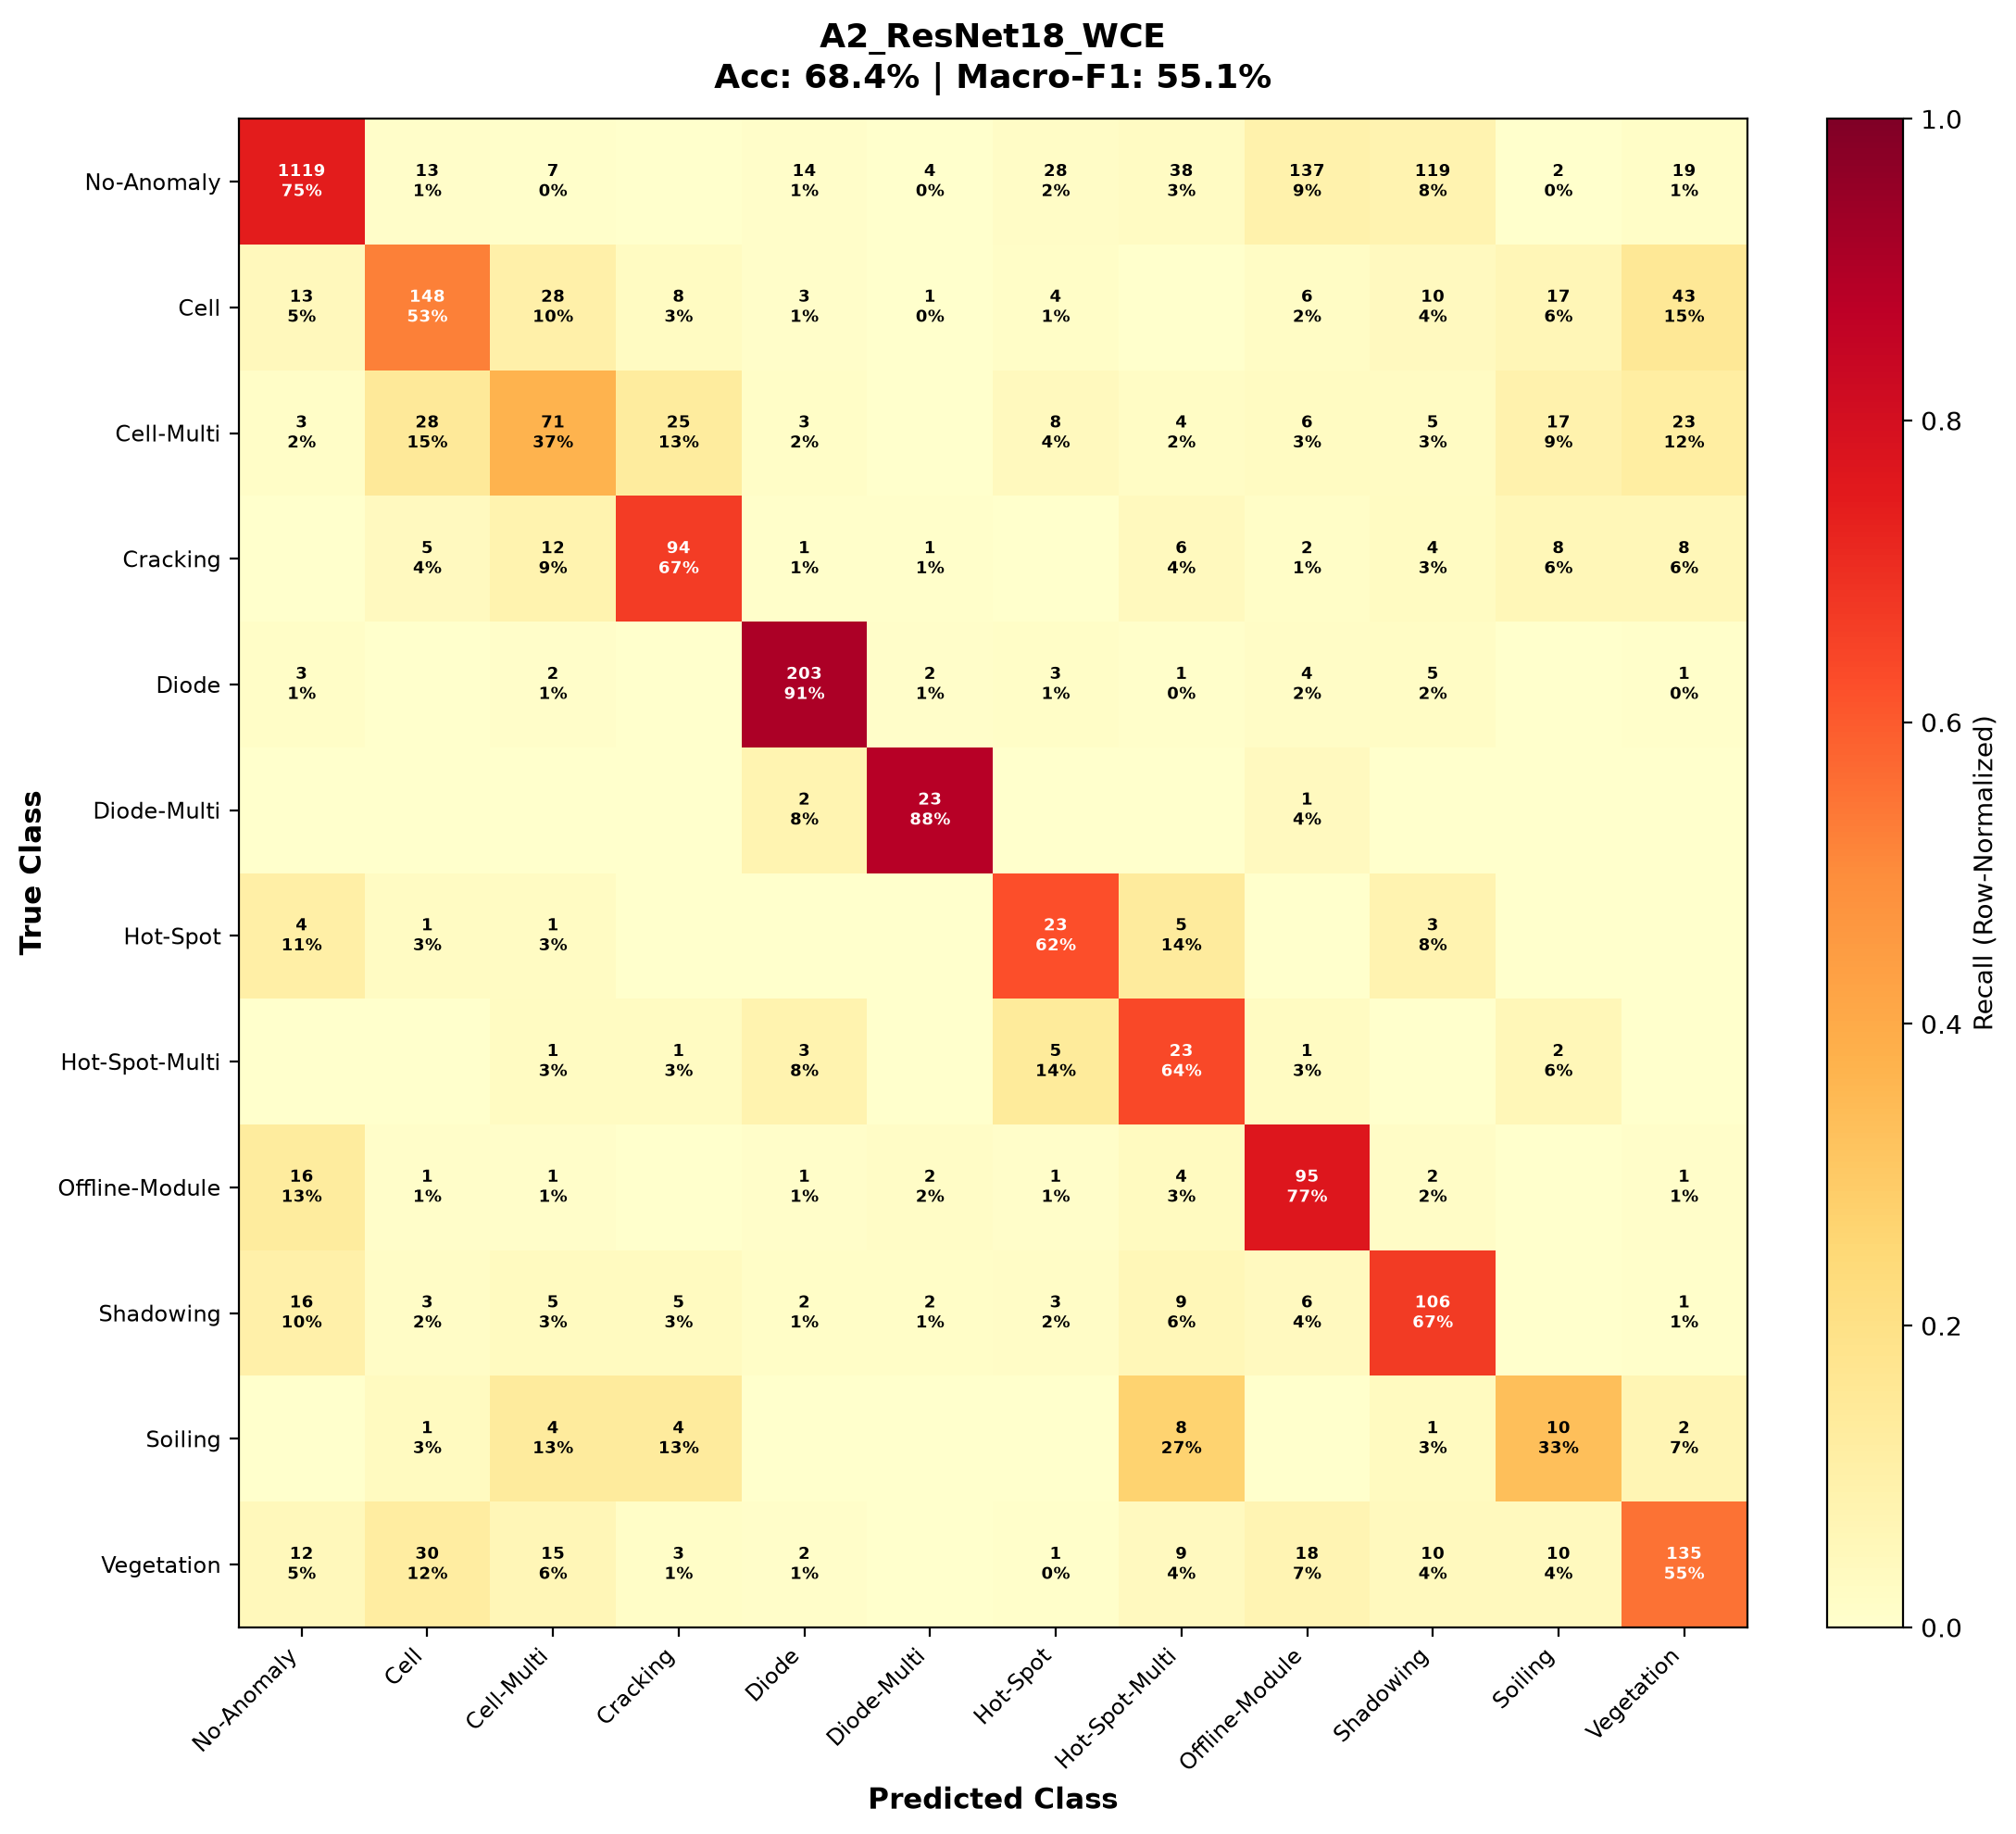 A2_ResNet18_WCE
Acc: 68.4% | Macro-F1: 55.1%
True Class
No-Anomaly
1119 13 7 14 4 28 38 137 119 2 19
75% 1% 0% 1% 0% 2% 3% 9% 8% 0% 1%
Cell
13 148 28 8 3 1 4 6 10 17 43
5% 53% 10% 3% 1% 0% 1% 2% 4% 6% 15%
Cell-Multi
3 28 71 25 3 8 4 6 5 17 23
2% 15% 37% 13% 2% 4% 2% 3% 3% 9% 12%
Cracking
5 12 94 1 1 6 2 4 8 8
4% 9% 67% 1% 1% 4% 1% 3% 6% 6%
Diode
3 2 203 2 3 1 4 5 1
1% 1% 91% 1% 1% 0% 2% 2% 0%
Diode-Multi
2 23 1
8% 88% 4%
Hot-Spot
4 1 1 23 5 3
11% 3% 3% 62% 14% 8%
Hot-Spot-Multi
1 1 3 5 23 1 2
3% 3% 8% 14% 64% 3% 6%
Offline-Module
16 1 1 1 2 1 4 95 2 1
13% 1% 1% 1% 2% 1% 3% 77% 2% 1%
Shadowing
16 3 5 5 2 2 3 9 6 106 1
10% 2% 3% 3% 1% 1% 2% 6% 4% 67% 1%
Soiling
1 4 4 8 1 10 2
3% 13% 13% 27% 3% 33% 7%
Vegetation
12 30 15 3 2 1 9 18 10 10 135
5% 12% 6% 1% 1% 0% 4% 7% 4% 4% 55%
No-Anomaly
Cell
Cell-Multi
Cracking
Diode
Diode-Multi
Hot-Spot
Hot-Spot-Multi
Offline-Module
Shadowing
Soiling
Vegetation
Predicted Class
1.0
0.8
0.6
0.4
0.2
0.0
Recall (Row-Normalized)